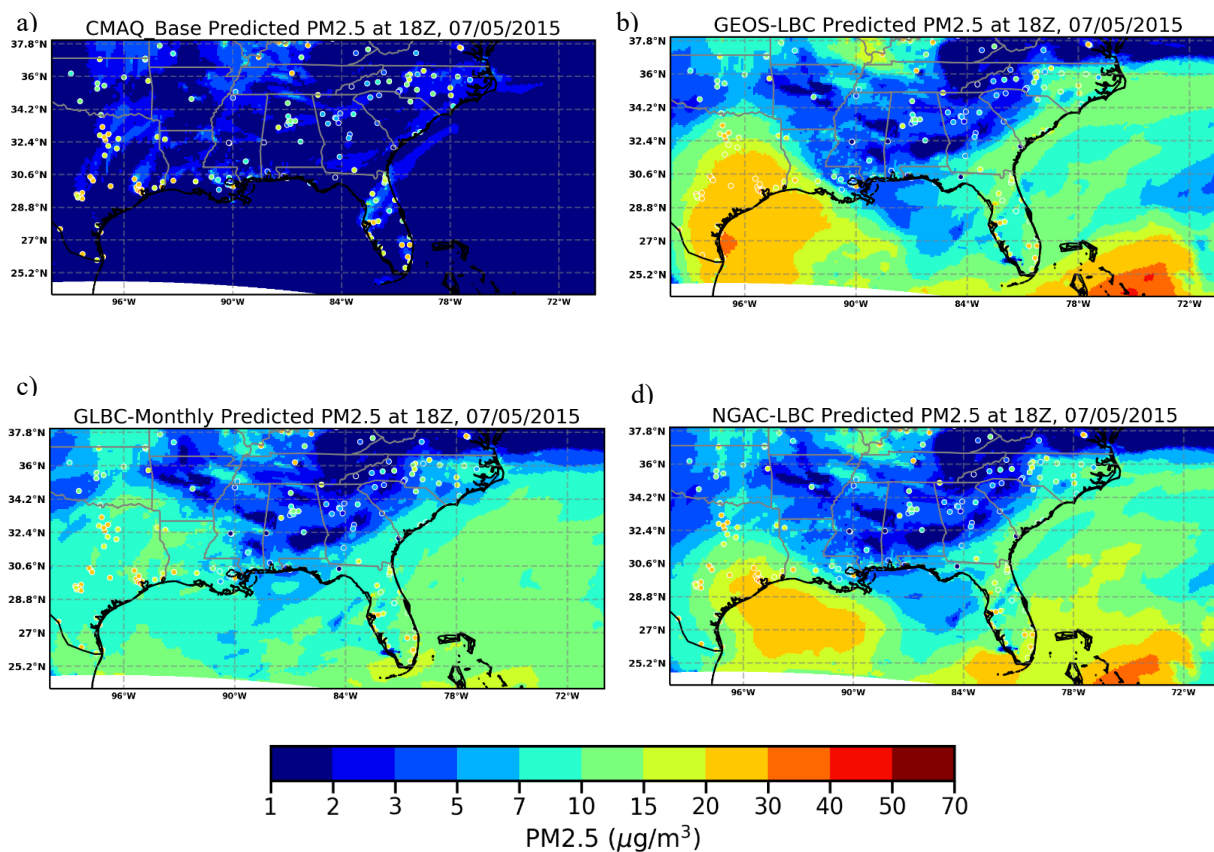 a)
CMAQ_Base Predicted PM2.5 at 18Z, 07/05/2015
37.8°N
36°N
34.2°N
32.4°N
30.6°N
28.8°N
27°N
25.2°N
96°W 90°W 84°W 78°W 72°W
b)
GEOS-LBC Predicted PM2.5 at 18Z, 07/05/2015
37.8°N
36°N
34.2°N
32.4°N
30.6°N
28.8°N
27°N
25.2°N
96°W 90°W 84°W 78°W 72°W
c)
GLBC-Monthly Predicted PM2.5 at 18Z, 07/05/2015
37.8°N
36°N
34.2°N
32.4°N
30.6°N
28.8°N
27°N
25.2°N
96°W 90°W 84°W 78°W 72°W
d)
NGAC-LBC Predicted PM2.5 at 18Z, 07/05/2015
37.8°N
36°N
34.2°N
32.4°N
30.6°N
28.8°N
27°N
25.2°N
96°W 90°W 84°W 78°W 72°W
1 2 3 5 7 10 15 20 30 40 50 70
PM2.5 (μg/m³)